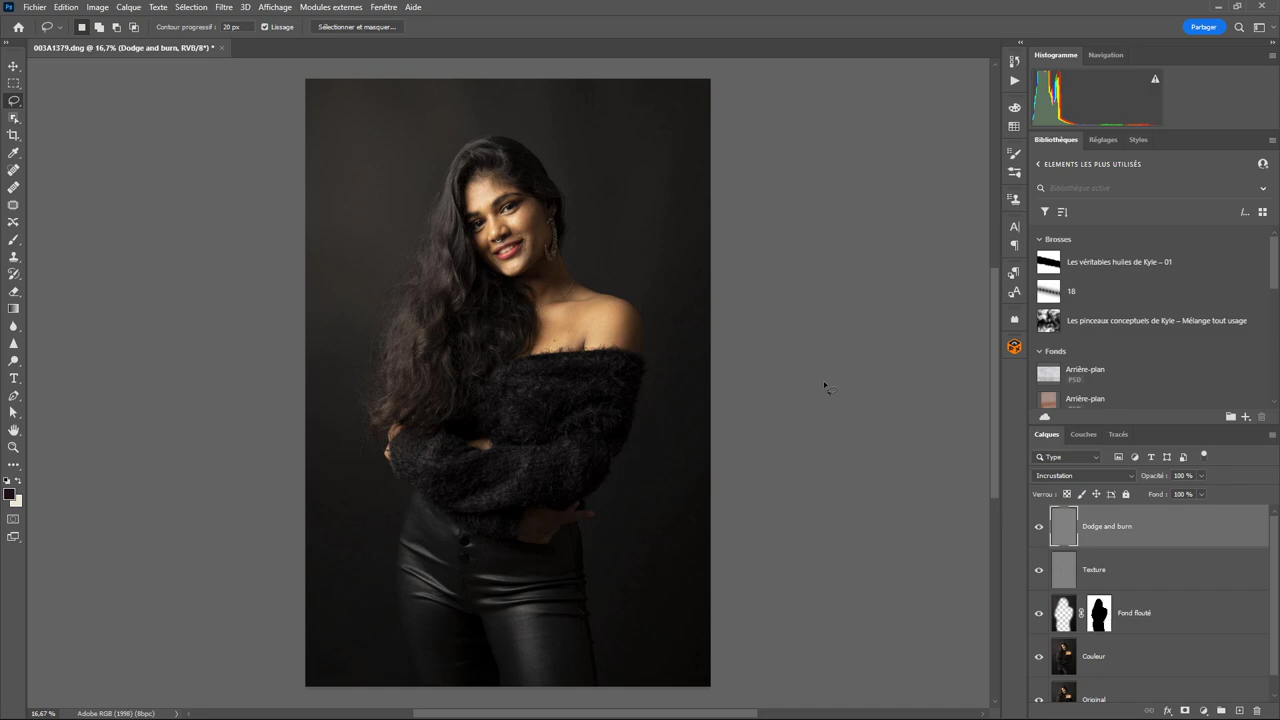 Ps Fichier Edition Image Calque Texte Sélection Filtre 3D Affichage Modules externes Fenêtre Aide
Contour progressif : 20 px Lissage Sélectionner et masquer... Partager
003A1379.dng @ 16,7% (Dodge and burn, RVB/8*) * ×
Histogramme Navigation
Bibliothèques Réglages Styles
ELEMENTS LES PLUS UTILISÉS
Bibliothèque active
Brosses
Les véritables huiles de Kyle – 01
18
Les pinceaux conceptuels de Kyle – Mélange tout usage
Fonds
Arrière-plan
PSD
Arrière-plan
Calques Couches Tracés
Type
Incrustation Opacité : 100 %
Verrou : Fond : 100 %
Dodge and burn
Texture
Fond flouté
Couleur
Original
16,67 % Adobe RGB (1998) (8bpc)